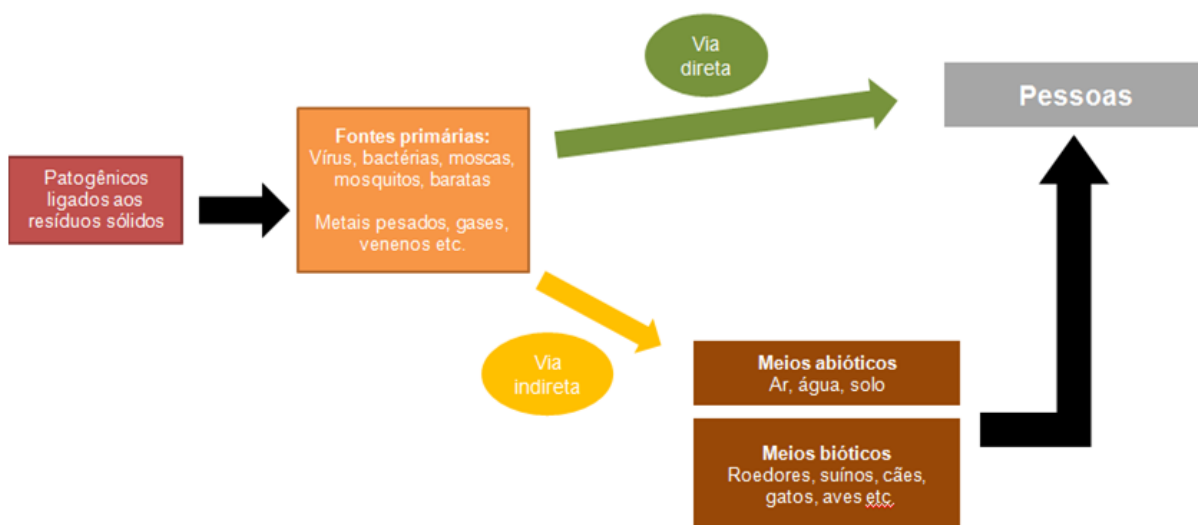 Via
direta
Pessoas
Fontes primárias:
Vírus, bactérias, moscas,
mosquitos, baratas
Metais pesados, gases,
venenos etc.
Patogênicos
ligados aos
resíduos sólidos
Via
indireta
Meios abióticos
Ar, água, solo
Meios bióticos
Roedores, suínos, cães,
gatos, aves etc.